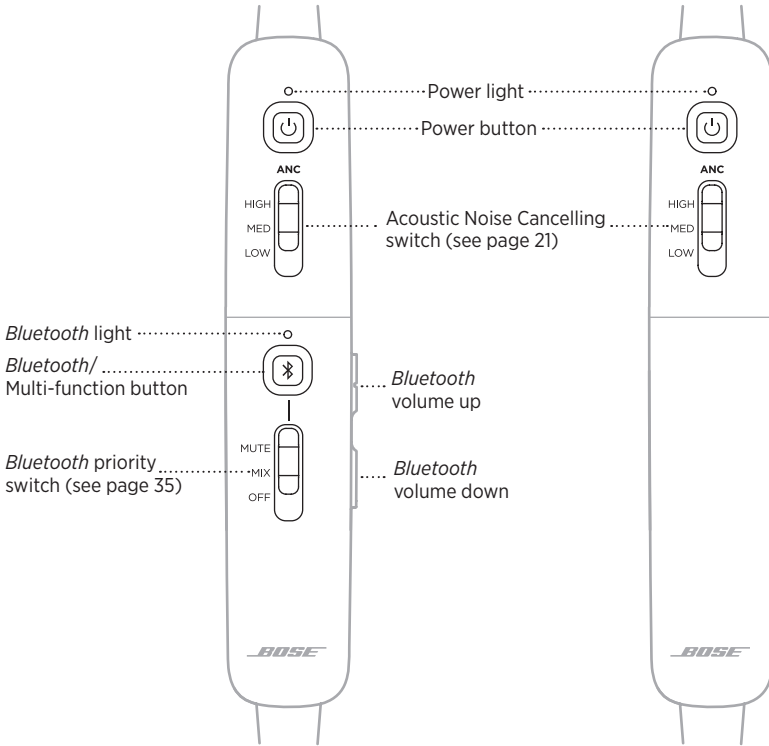 Power light
Power button
ANC
ANC
HIGH
HIGH
MED
Acoustic Noise Cancelling
switch (see page 21)
MED
LOW
LOW
Bluetooth light
Bluetooth/
Multi-function button
Bluetooth
volume up
MUTE
Bluetooth priority
switch (see page 35)
MIX
Bluetooth
volume down
OFF
BOSE
BOSE